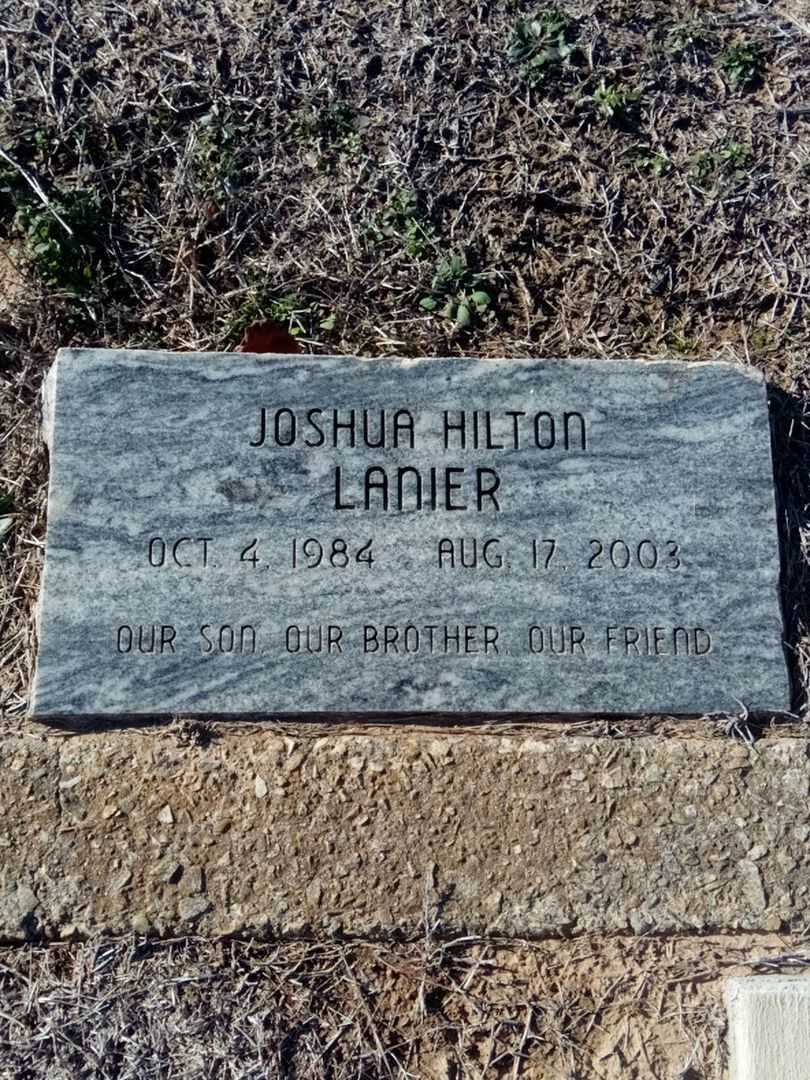 JOSHUA HILTON
LANIER
OCT. 4, 1984 AUG. 17, 2003
OUR SON, OUR BROTHER, OUR FRIEND